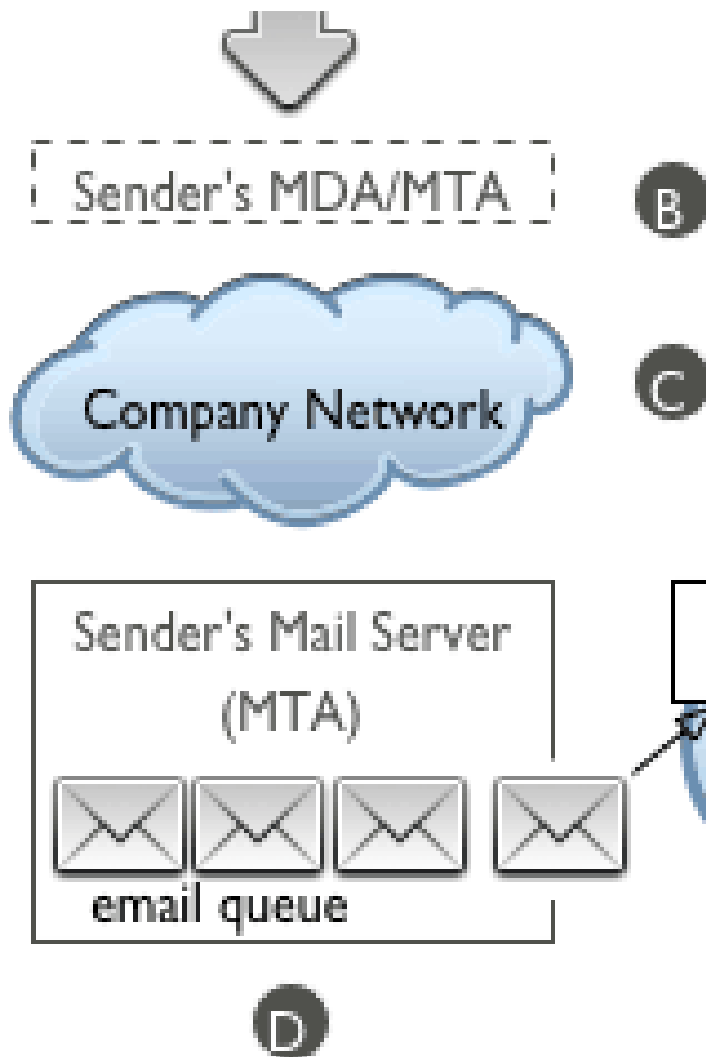 Sender's MDA/MTA
B
Company Network
C
Sender's Mail Server
(MTA)
email queue
D